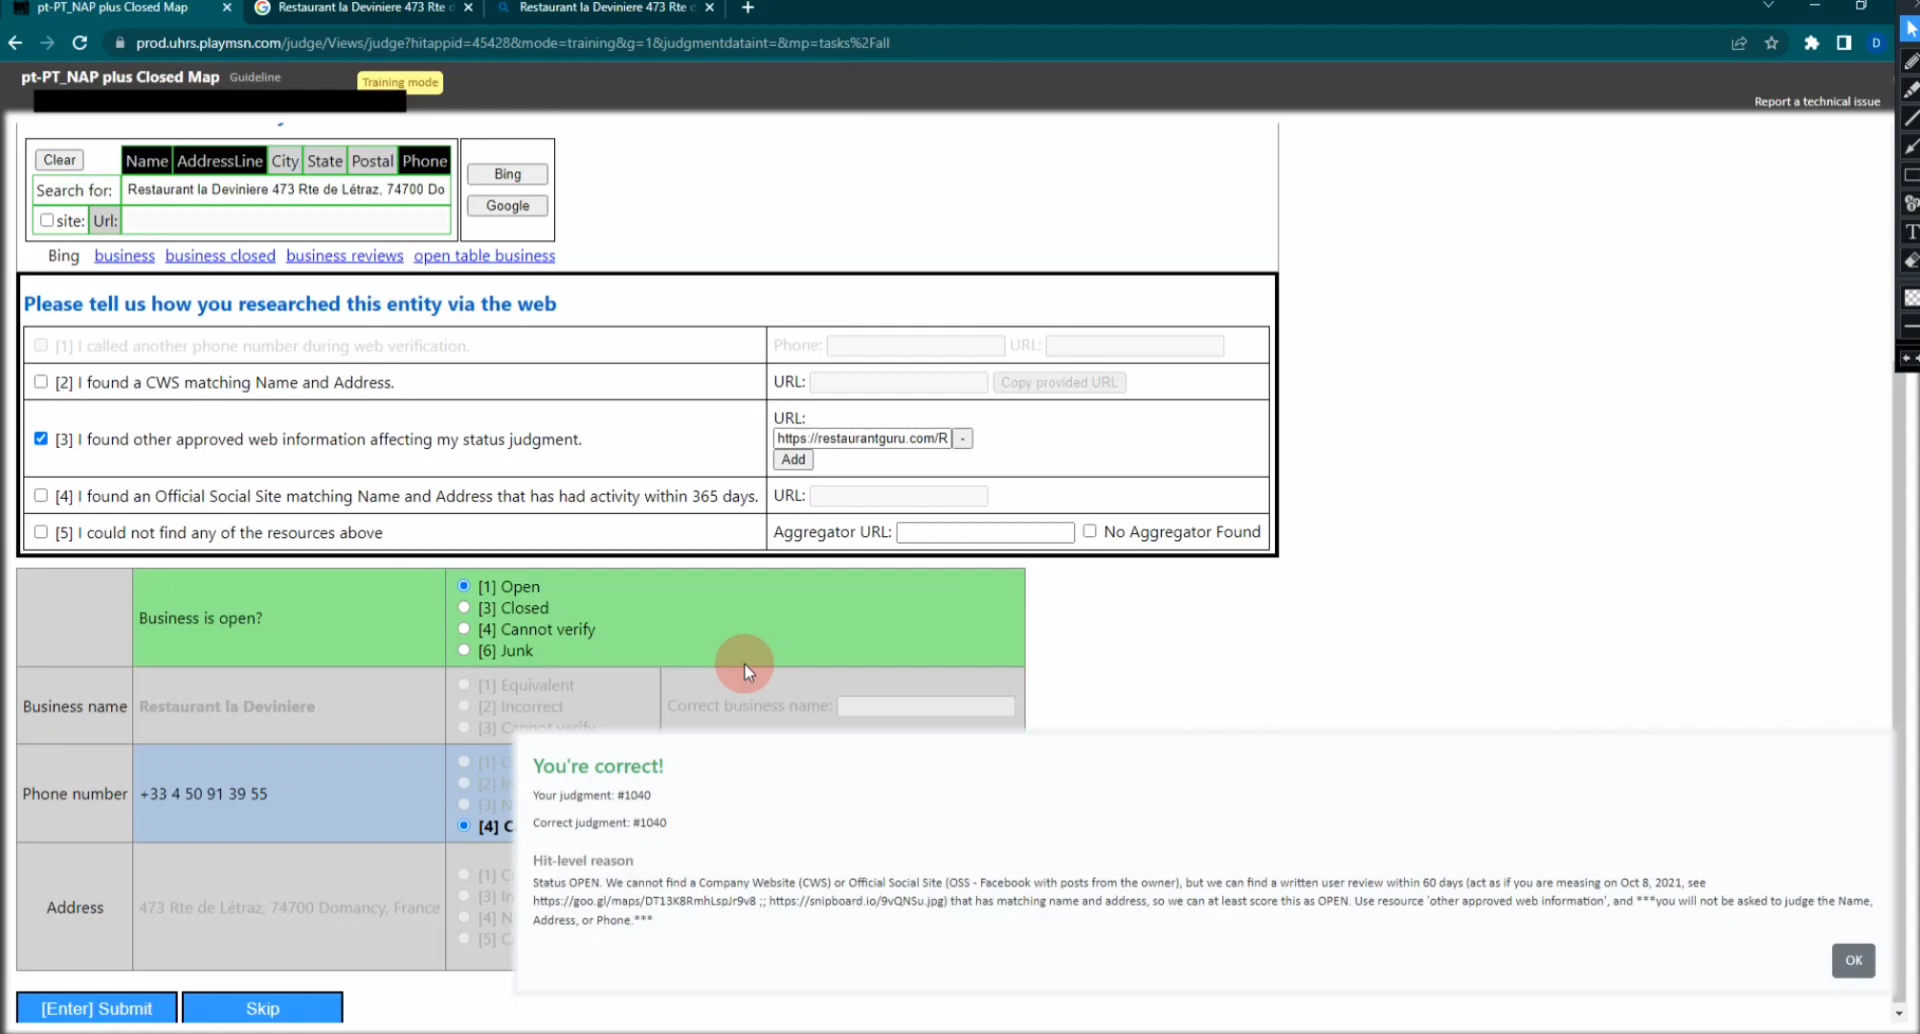 pt-PT_NAP plus Closed Map
Restaurant la Deviniere 473 Rte
Restaurant la Deviniere 473 Rte
prod.uhrs.playmsn.com/judge/Views/judge?hitappid=45428&mode=training&g=1&judgmentdataint=&mp=tasks%2Fall
D
pt-PT_NAP plus Closed Map Guideline
Training mode
Report a technical issue
Clear Name AddressLine City State Postal Phone
Bing
Search for: Restaurant la Deviniere 473 Rte de Létraz, 74700 Do
Google
site: Url:
Bing business business closed business reviews open table business
Please tell us how you researched this entity via the web
[1] I called another phone number during web verification. Phone: URL:
[2] I found a CWS matching Name and Address. URL: Copy provided URL
URL:
[3] I found other approved web information affecting my status judgment. https://restaurantguru.com/R -
Add
[4] I found an Official Social Site matching Name and Address that has had activity within 365 days. URL:
[5] I could not find any of the resources above Aggregator URL: No Aggregator Found
[1] Open
[3] Closed
Business is open?
[4] Cannot verify
[6] Junk
[1] Equivalent
Business name Restaurant la Deviniere [2] Incorrect Correct business name:
[3] Cannot verify
[1] C
[2] In
Phone number +33 4 50 91 39 55
[3] N
[4] C
[1] C
[3] In
Address 473 Rte de Létraz, 74700 Domancy, France
[4] N
[5] C
You're correct!
Your judgment: #1040
Correct judgment: #1040
Hit-level reason
Status OPEN. We cannot find a Company Website (CWS) or Official Social Site (OSS - Facebook with posts from the owner), but we can find a written user review within 60 days (act as if you are measing on Oct 8, 2021, see
https://goo.gl/maps/DT13K8RmhLspJr9v8 ;; https://snipboard.io/9vQNSu.jpg) that has matching name and address, so we can at least score this as OPEN. Use resource 'other approved web information', and ***you will not be asked to judge the Name,
Address, or Phone.***
OK
[Enter] Submit Skip